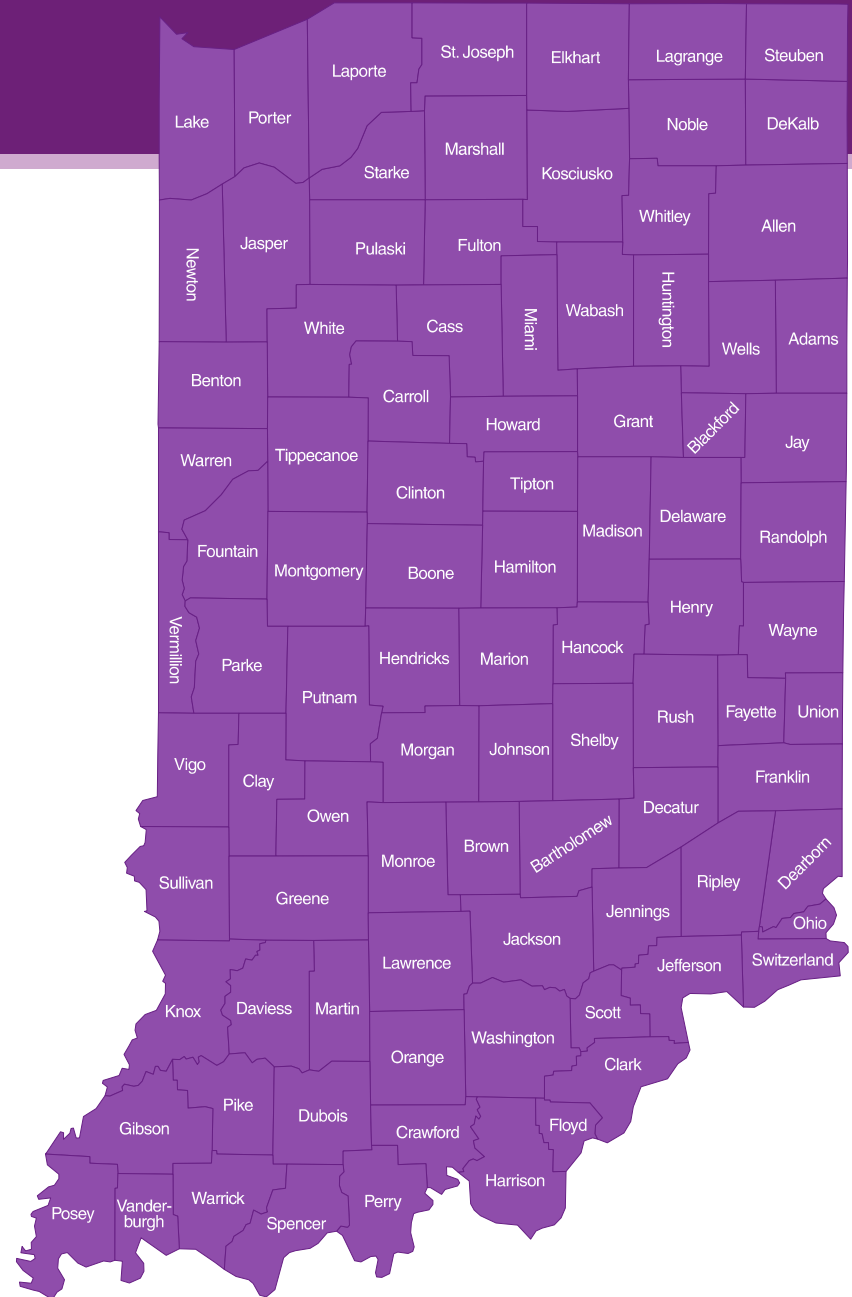 St. Joseph
Elkhart
Lagrange
Steuben
Laporte
Lake
Porter
Noble
DeKalb
Marshall
Starke
Kosciusko
Whitley
Allen
Newton
Jasper
Pulaski
Fulton
White
Cass
Miami
Wabash
Huntington
Wells
Adams
Benton
Carroll
Howard
Grant
Blackford
Jay
Warren
Tippecanoe
Clinton
Tipton
Madison
Delaware
Randolph
Fountain
Montgomery
Boone
Hamilton
Henry
Wayne
Vermillion
Parke
Putnam
Hendricks
Marion
Hancock
Rush
Fayette
Union
Vigo
Clay
Morgan
Johnson
Shelby
Franklin
Owen
Decatur
Monroe
Brown
Bartholomew
Dearborn
Sullivan
Greene
Ripley
Jennings
Ohio
Jackson
Lawrence
Jefferson
Switzerland
Knox
Daviess
Martin
Washington
Scott
Orange
Clark
Gibson
Pike
Dubois
Crawford
Floyd
Harrison
Posey
Vander-
burgh
Warrick
Spencer
Perry